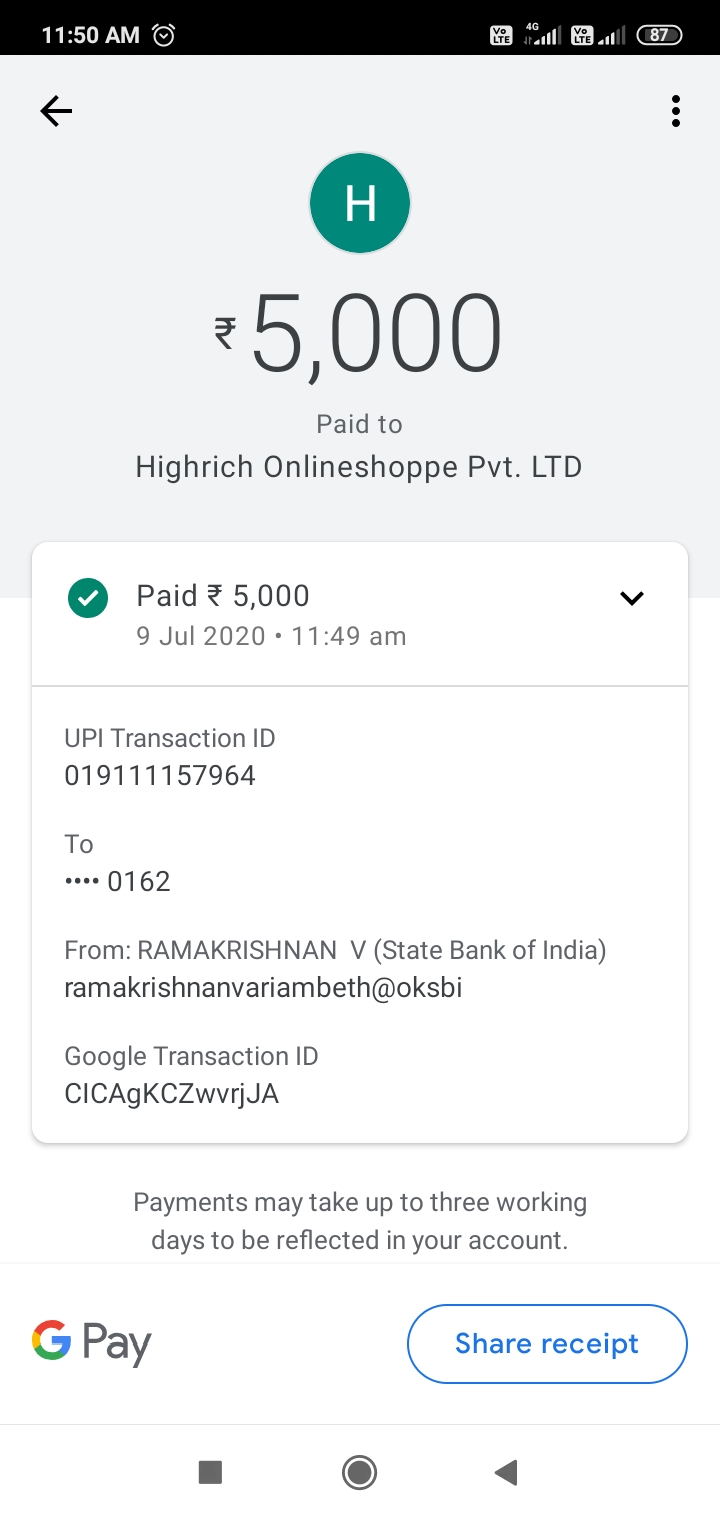 11:50 AM
Vo LTE 4G Vo LTE 87
H
₹5,000
Paid to
Highrich Onlineshoppe Pvt. LTD
Paid ₹ 5,000
9 Jul 2020 • 11:49 am
UPI Transaction ID
019111157964
To
•••• 0162
From: RAMAKRISHNAN  V (State Bank of India)
ramakrishnanvariambeth@oksbi
Google Transaction ID
CICAgKCZwvrjJA
Payments may take up to three working
days to be reflected in your account.
G Pay
Share receipt